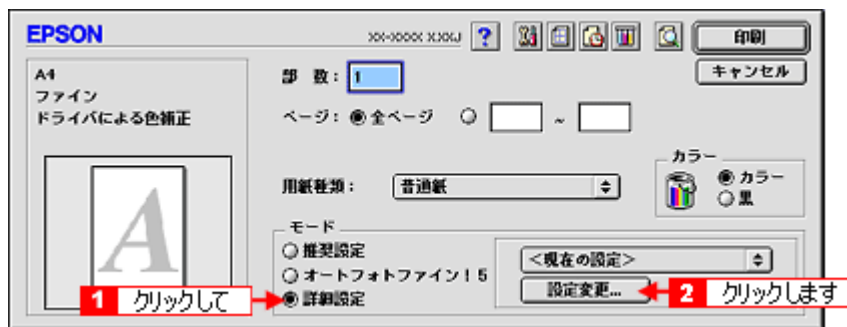 EPSON
XX-XXXX X.XXJ
?
印刷
キャンセル
A4
ファイン
ドライバによる色補正
部 数：1
ページ：全ページ ～
用紙種類：普通紙
カラー
カラー
黒
A
モード
推奨設定
オートフォトファイン！5
詳細設定
<現在の設定>
設定変更...
1 クリックして
2 クリックします